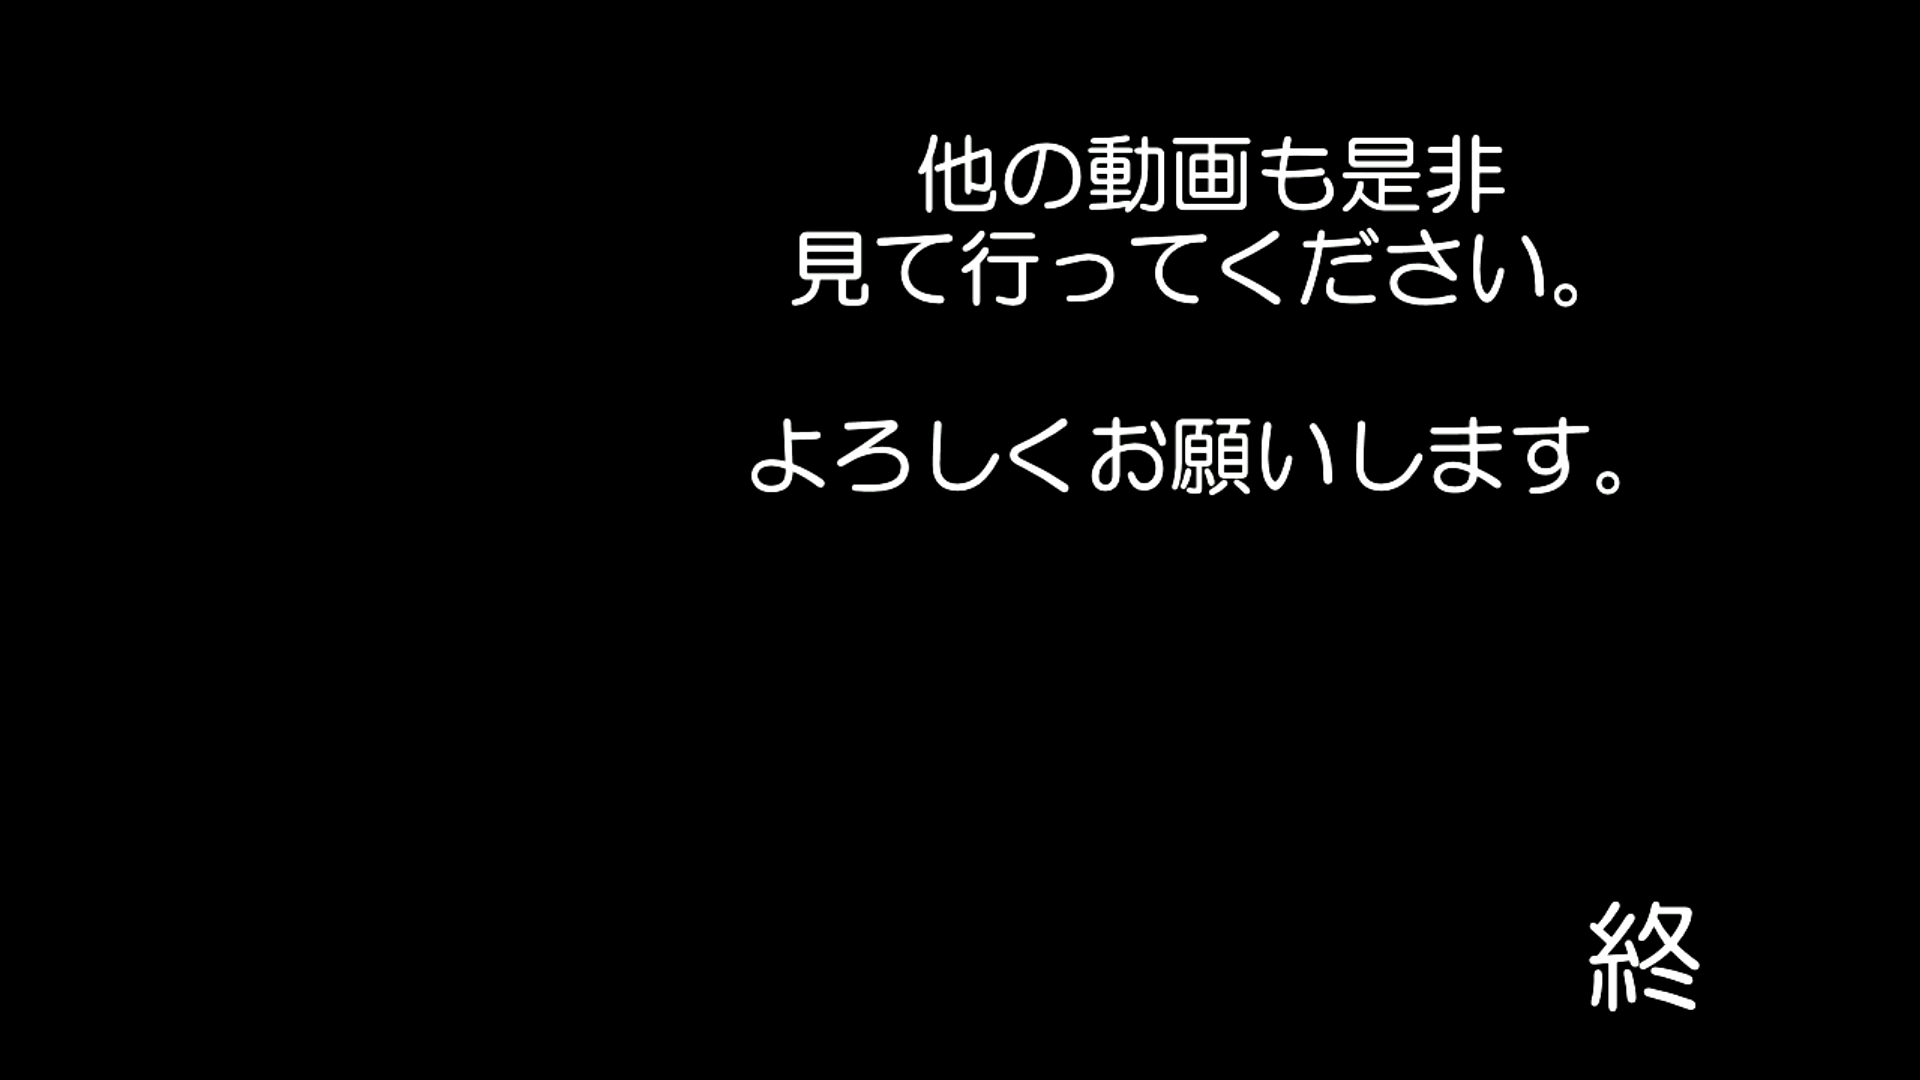 他の動画も是非
見て行ってください。
よろしくお願いします。
終